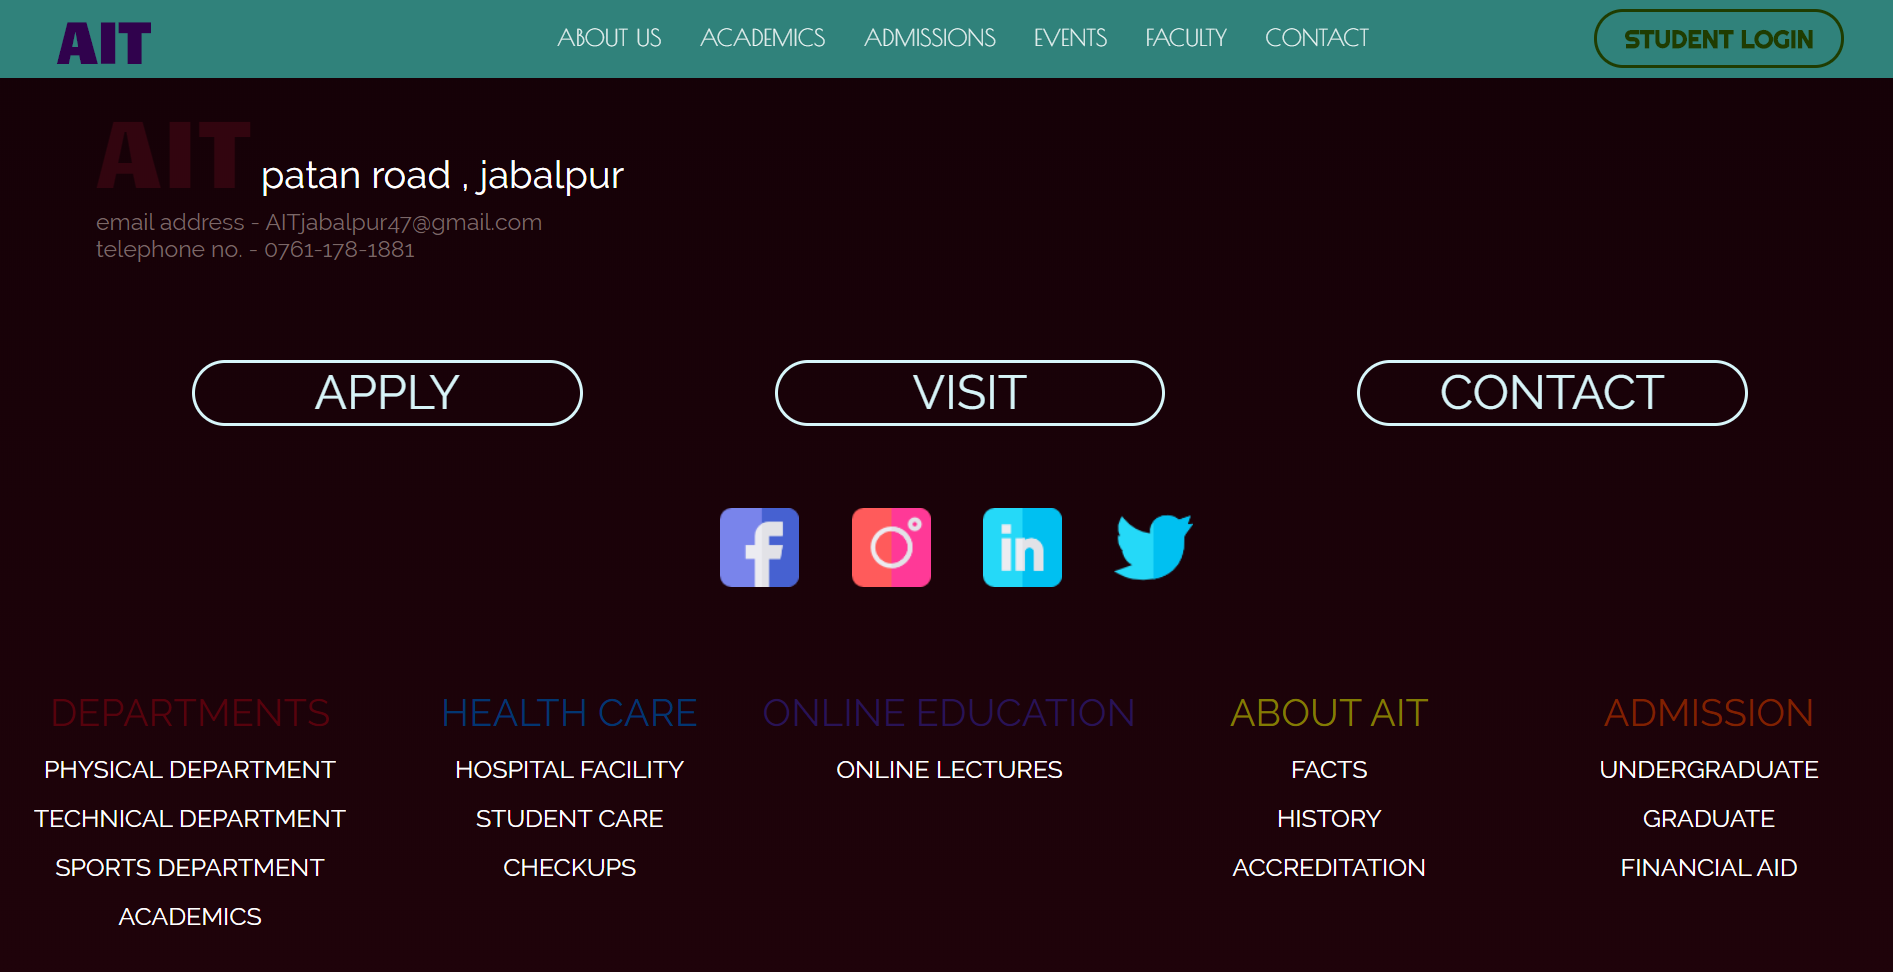 AIT
ABOUT US ACADEMICS ADMISSIONS EVENTS FACULTY CONTACT
STUDENT LOGIN
AIT patan road , jabalpur
email address - AITjabalpur47@gmail.com
telephone no. - 0761-178-1881
APPLY
VISIT
CONTACT
f
in
DEPARTMENTS
PHYSICAL DEPARTMENT
TECHNICAL DEPARTMENT
SPORTS DEPARTMENT
ACADEMICS
HEALTH CARE
HOSPITAL FACILITY
STUDENT CARE
CHECKUPS
ONLINE EDUCATION
ONLINE LECTURES
ABOUT AIT
FACTS
HISTORY
ACCREDITATION
ADMISSION
UNDERGRADUATE
GRADUATE
FINANCIAL AID